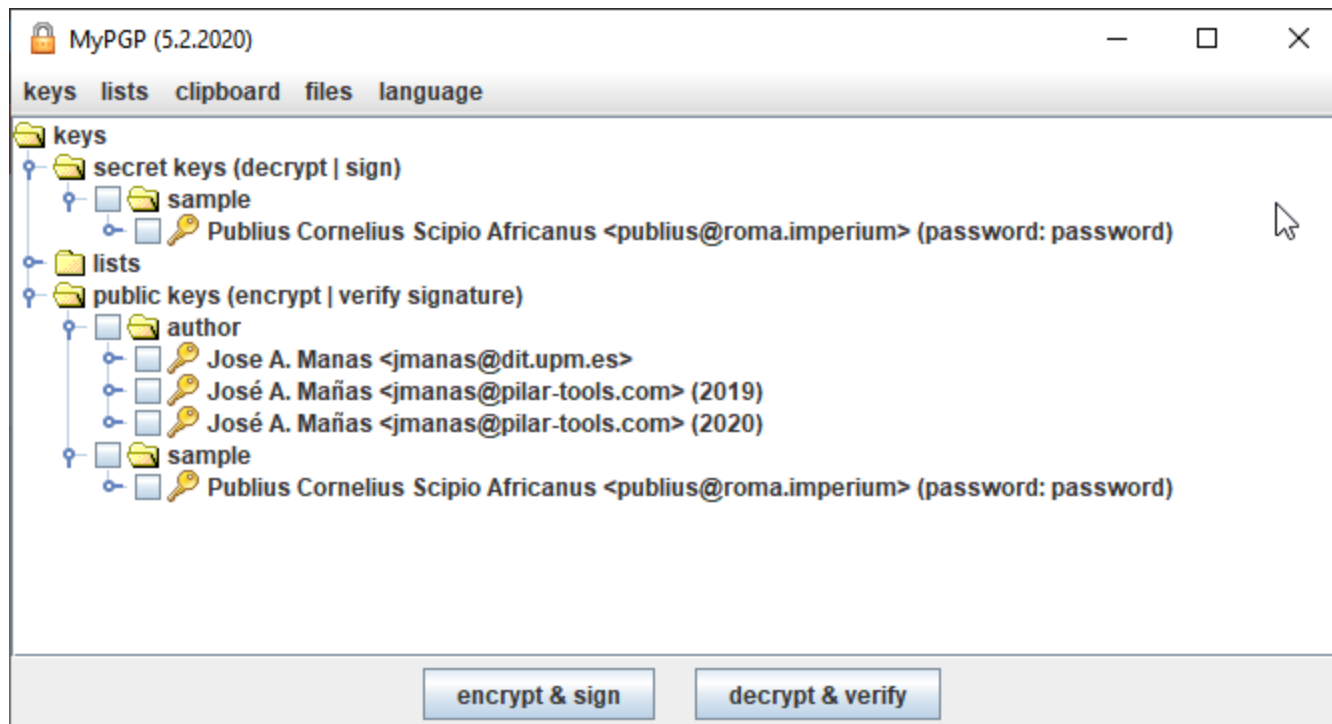 MyPGP (5.2.2020)
keys lists clipboard files language
keys
secret keys (decrypt | sign)
sample
Publius Cornelius Scipio Africanus <publius@roma.imperium> (password: password)
lists
public keys (encrypt | verify signature)
author
Jose A. Manas <jmanas@dit.upm.es>
José A. Mañas <jmanas@pilar-tools.com> (2019)
José A. Mañas <jmanas@pilar-tools.com> (2020)
sample
Publius Cornelius Scipio Africanus <publius@roma.imperium> (password: password)
encrypt & sign decrypt & verify